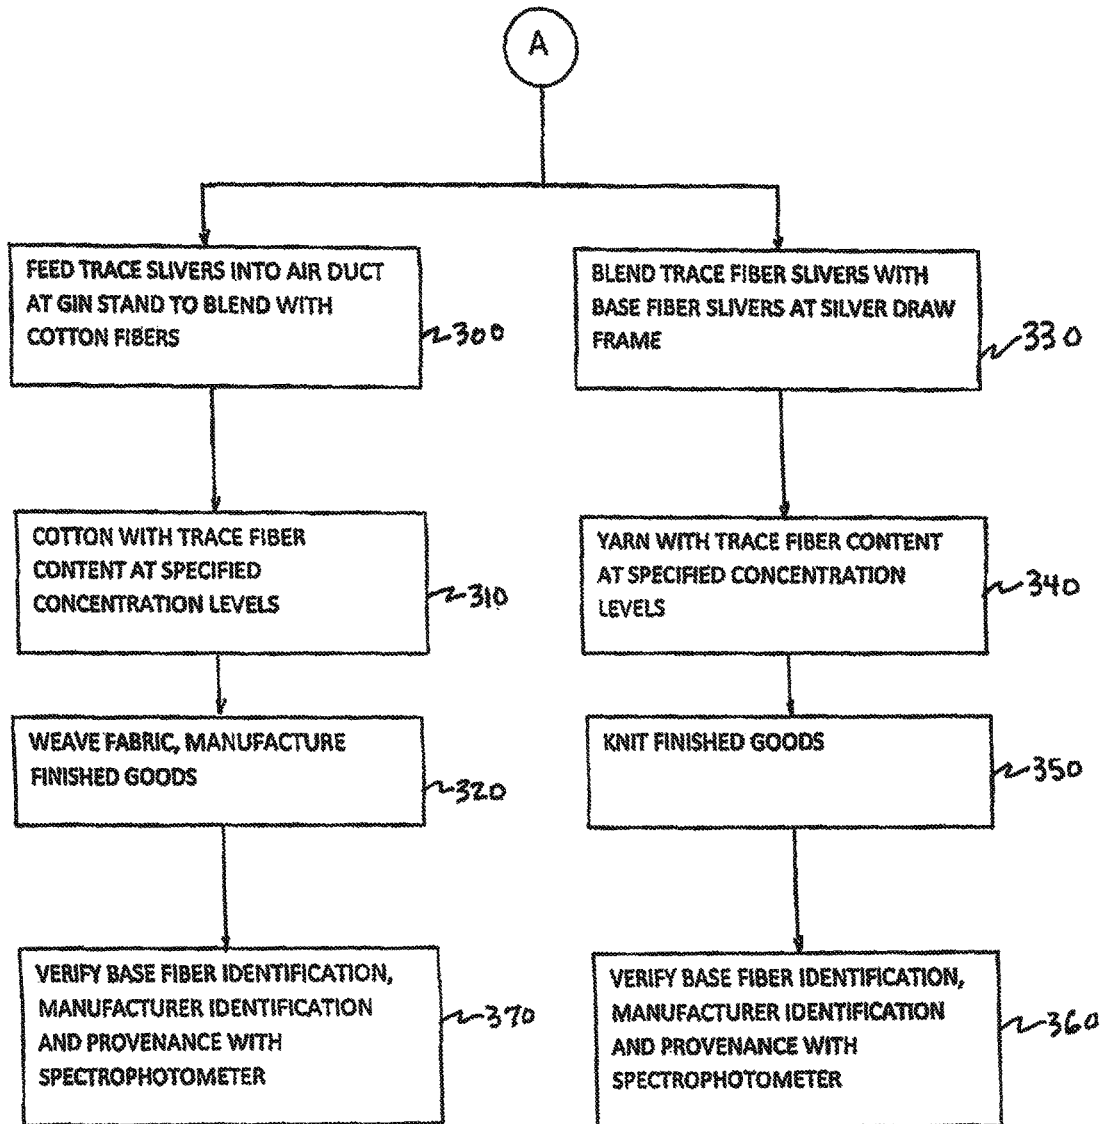 A
FEED TRACE SLIVERS INTO AIR DUCT
AT GIN STAND TO BLEND WITH
COTTON FIBERS
300
BLEND TRACE FIBER SLIVERS WITH
BASE FIBER SLIVERS AT SILVER DRAW
FRAME
330
COTTON WITH TRACE FIBER
CONTENT AT SPECIFIED
CONCENTRATION LEVELS
310
YARN WITH TRACE FIBER CONTENT
AT SPECIFIED CONCENTRATION
LEVELS
340
WEAVE FABRIC, MANUFACTURE
FINISHED GOODS
320
KNIT FINISHED GOODS
350
VERIFY BASE FIBER IDENTIFICATION,
MANUFACTURER IDENTIFICATION
AND PROVENANCE WITH
SPECTROPHOTOMETER
370
VERIFY BASE FIBER IDENTIFICATION,
MANUFACTURER IDENTIFICATION
AND PROVENANCE WITH
SPECTROPHOTOMETER
360